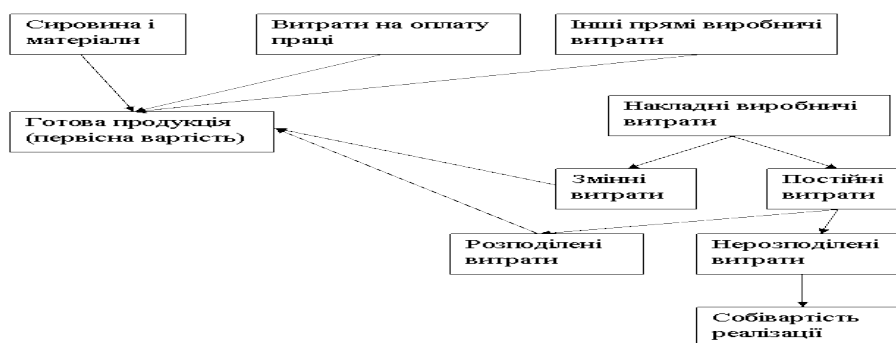 Сировина і
матеріали
Витрати на оплату
праці
Інші прямі виробничі
витрати
Готова продукція
(первісна вартість)
Накладні виробничі
витрати
Змінні
витрати
Постійні
витрати
Розподілені
витрати
Нерозподілені
витрати
Собівартість
реалізації